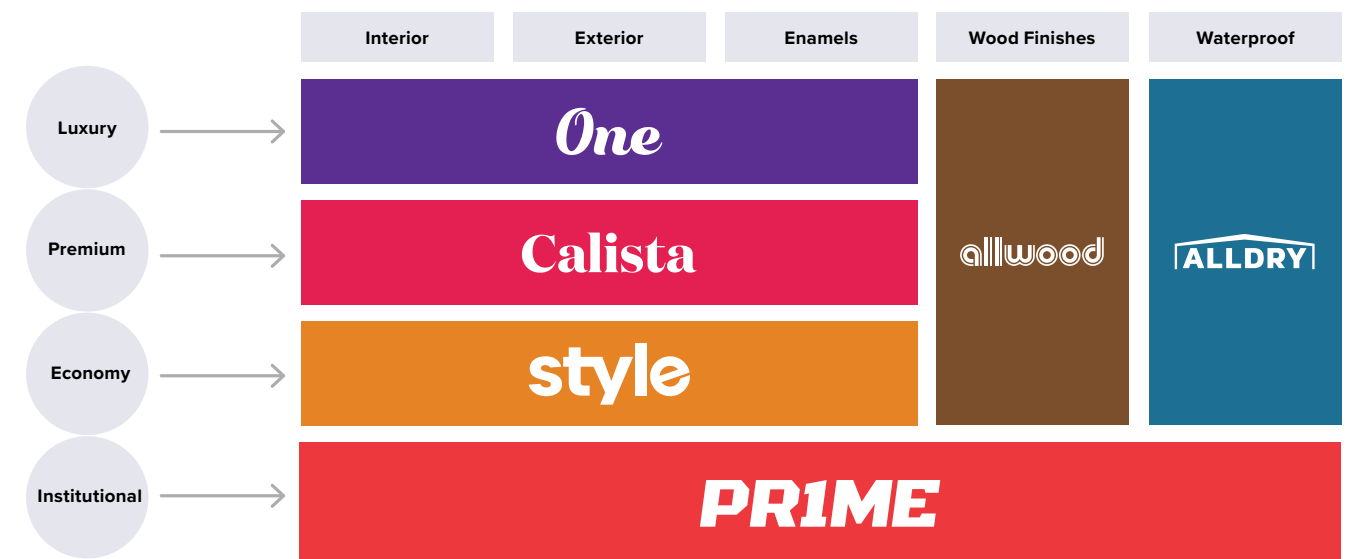 Interior
Exterior
Enamels
Wood Finishes
Waterproof
Luxury
One
Premium
Calista
allwood
ALLDRY
Economy
style
Institutional
PR1ME